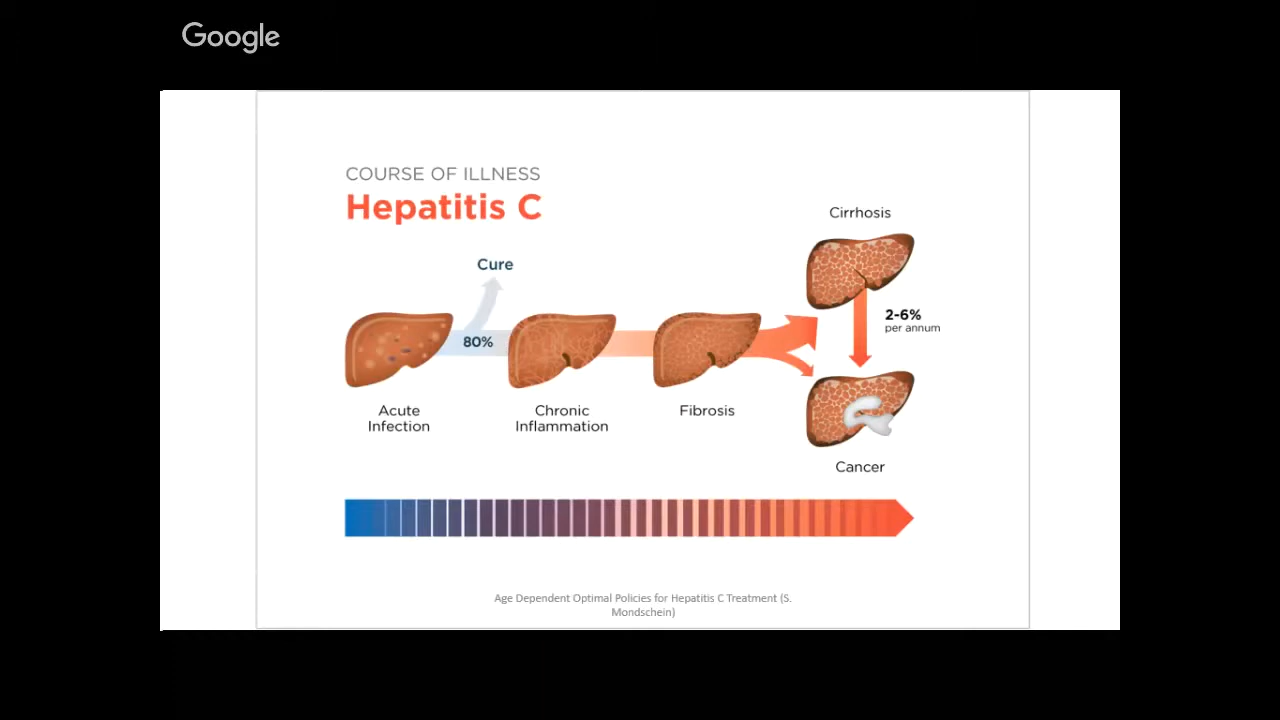 Google
COURSE OF ILLNESS
Hepatitis C
Cirrhosis
Cure
2-6%
per annum
80%
Acute
Infection
Chronic
Inflammation
Fibrosis
Cancer
Age Dependent Optimal Policies for Hepatitis C Treatment (S.
Mondschein)